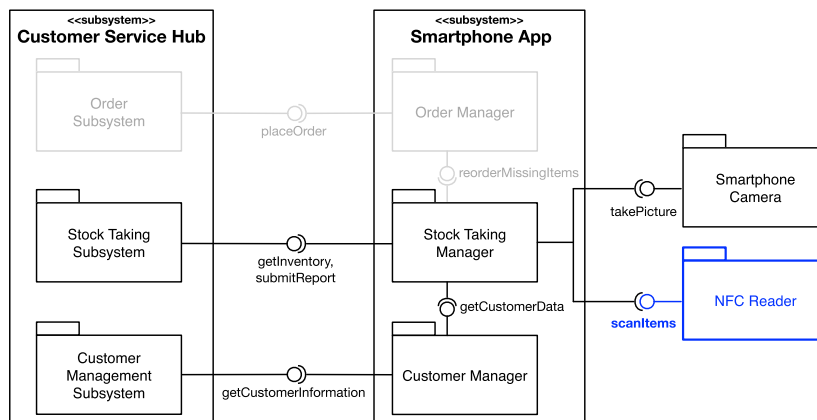 <<subsystem>>
Customer Service Hub
<<subsystem>>
Smartphone App
Order
Subsystem
placeOrder
Order Manager
reorderMissingItems
Stock Taking
Subsystem
getInventory,
submitReport
Stock Taking
Manager
takePicture
Smartphone
Camera
scanItems
NFC Reader
getCustomerData
Customer
Management
Subsystem
getCustomerInformation
Customer Manager